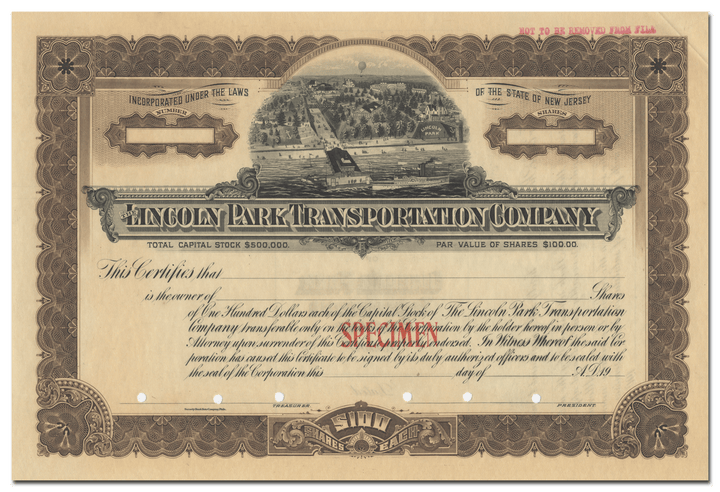 NOT TO BE REMOVED FROM FILE
INCORPORATED UNDER THE LAWS
OF THE STATE OF NEW JERSEY
NUMBER
SHARES
LINCOLN PARK
THE LINCOLN PARK TRANSPORTATION COMPANY
TOTAL CAPITAL STOCK $500,000.
PAR VALUE OF SHARES $100.00.
This Certifies that
is the owner of Shares
of One Hundred Dollars each of the Capital Stock of The Lincoln Park Transportation
Company transferable only on the books of the Corporation by the holder hereof in person or by
Attorney upon surrender of this Certificate properly endorsed. In Witness Whereof the said Cor
poration has caused this Certificate to be signed by its duly authorized officers and to be sealed with
the seal of the Corporation this day of A.D. 19
SPECIMEN
TREASURER.
PRESIDENT.
$100
SHARES EACH